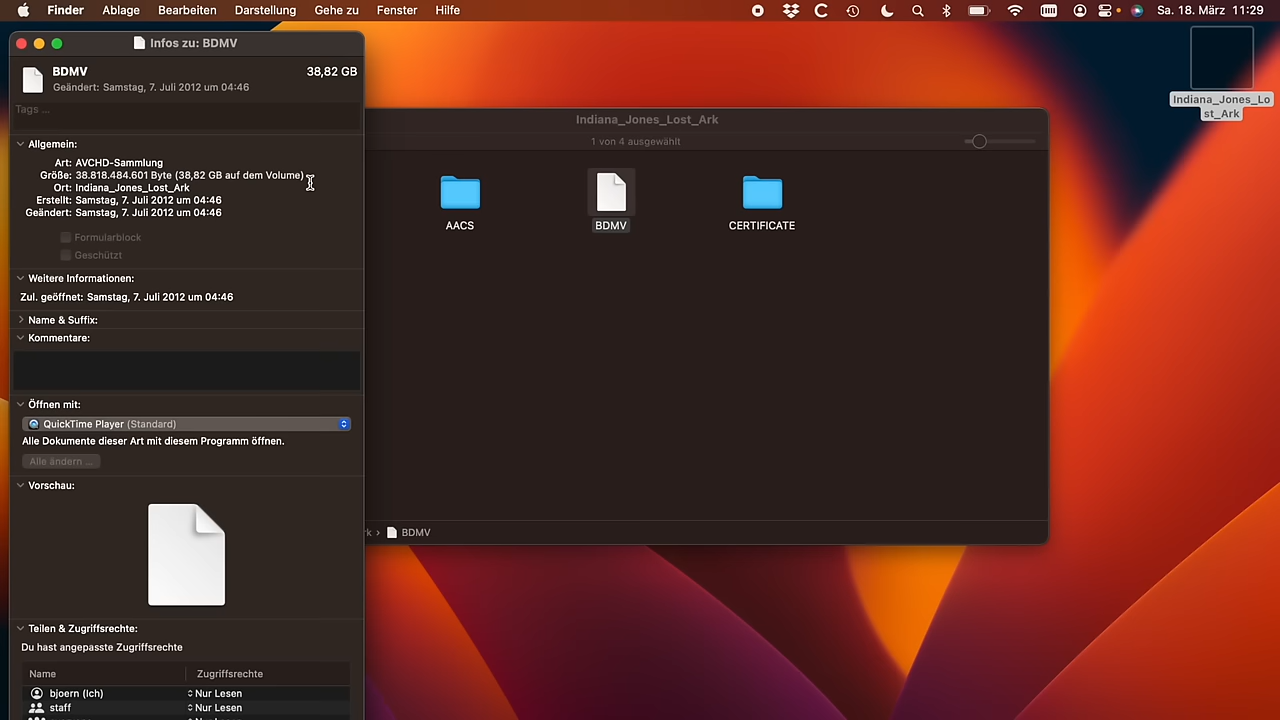 Finder Ablage Bearbeiten Darstellung Gehe zu Fenster Hilfe Sa. 18. März 11:29
Infos zu: BDMV
BDMV 38,82 GB
Geändert: Samstag, 7. Juli 2012 um 04:46
Tags ...
Allgemein:
Art: AVCHD-Sammlung
Größe: 38.818.484.601 Byte (38,82 GB auf dem Volume)
Ort: Indiana_Jones_Lost_Ark
Erstellt: Samstag, 7. Juli 2012 um 04:46
Geändert: Samstag, 7. Juli 2012 um 04:46
Formularblock
Geschützt
Weitere Informationen:
Zul. geöffnet: Samstag, 7. Juli 2012 um 04:46
Name & Suffix:
Kommentare:
Öffnen mit:
QuickTime Player (Standard)
Alle Dokumente dieser Art mit diesem Programm öffnen.
Alle ändern ...
Vorschau:
Teilen & Zugriffsrechte:
Du hast angepasste Zugriffsrechte
Name Zugriffsrechte
bjoern (Ich) Nur Lesen
staff Nur Lesen
Indiana_Jones_Lost_Ark
1 von 4 ausgewählt
AACS BDMV CERTIFICATE
rk › BDMV
Indiana_Jones_Lo
st_Ark